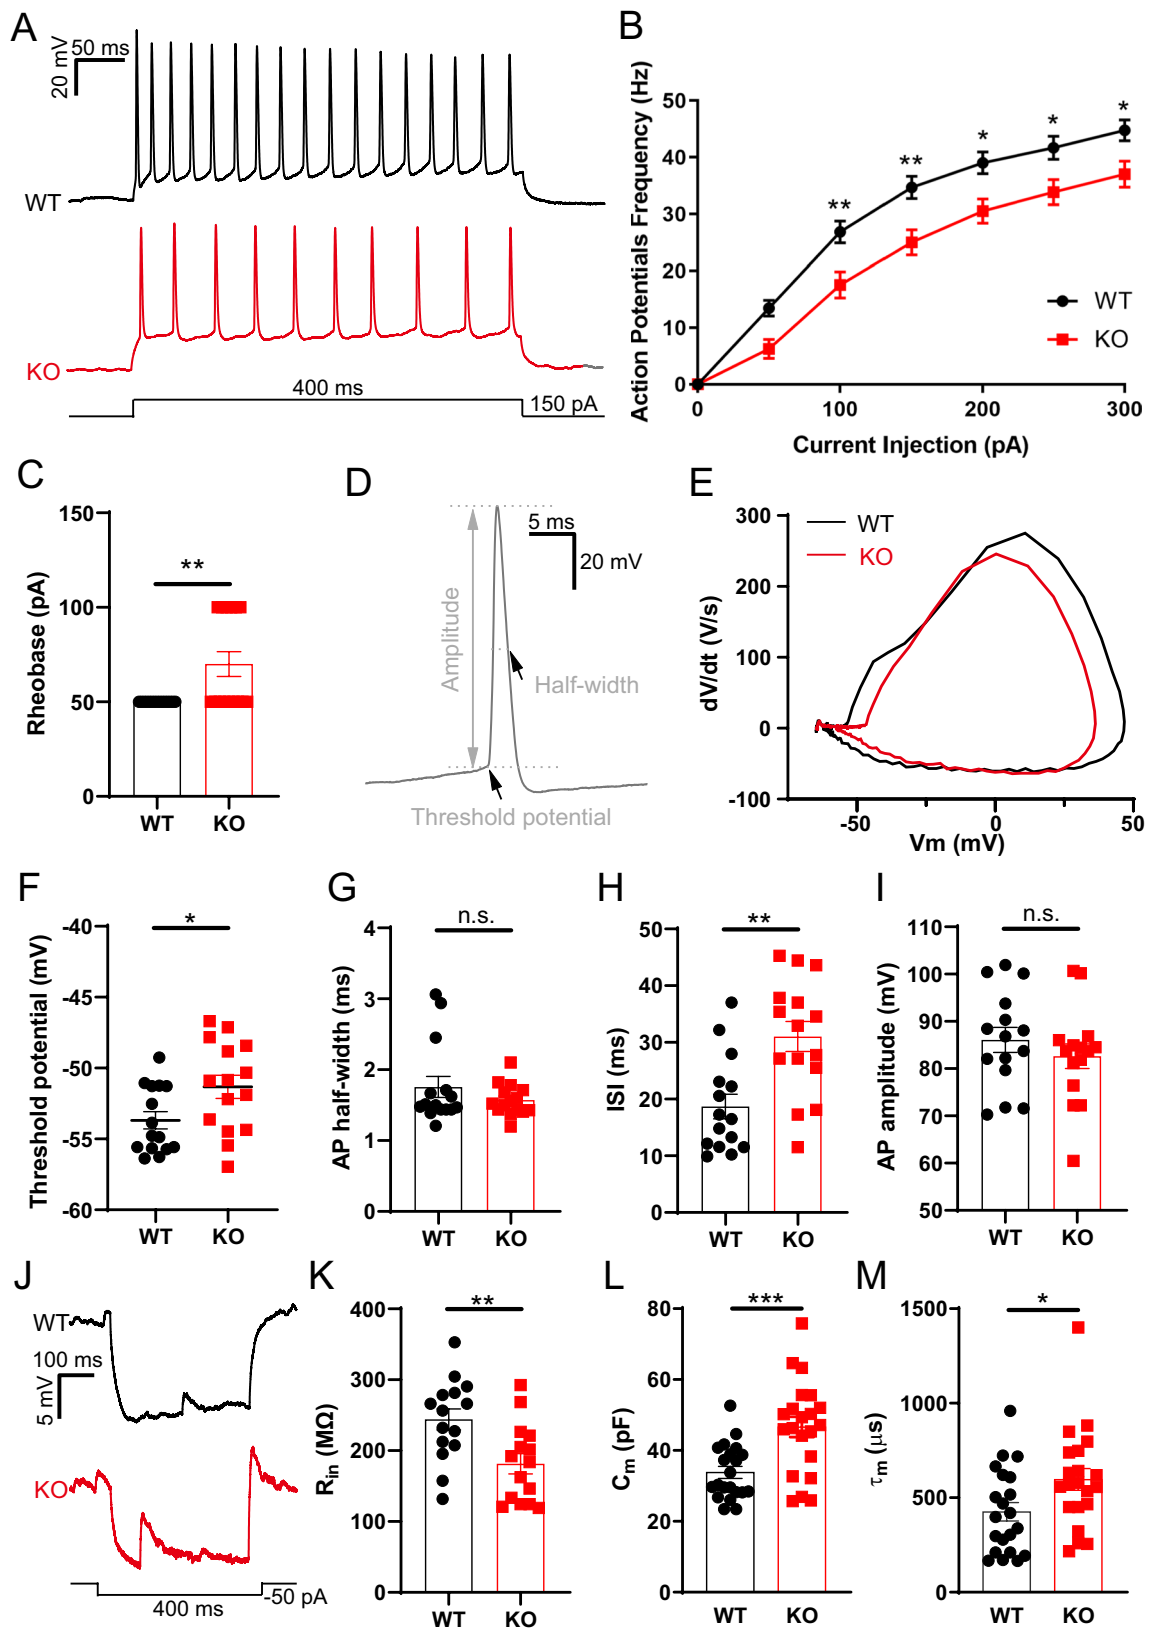 A
50 ms
20 mV
WT
KO
400 ms
150 pA
B
Action Potentials Frequency (Hz)
50
40
30
20
10
0
**
**
*
*
*
WT
KO
0
100
200
300
Current Injection (pA)
C
Rheobase (pA)
150
100
50
0
**
WT
KO
D
5 ms
20 mV
Amplitude
Half-width
Threshold potential
E
dV/dt (V/s)
300
200
100
0
-100
WT
KO
-50
0
50
Vm (mV)
F
Threshold potential (mV)
-40
-45
-50
-55
-60
*
WT
KO
G
AP half-width (ms)
4
3
2
1
0
n.s.
WT
KO
H
ISI (ms)
50
40
30
20
10
0
**
WT
KO
I
AP amplitude (mV)
110
100
90
80
70
60
50
n.s.
WT
KO
J
WT
100 ms
5 mV
KO
400 ms
-50 pA
K
Rin (MΩ)
400
300
200
100
0
**
WT
KO
L
Cm (pF)
80
60
40
20
0
***
WT
KO
M
τm (μs)
1500
1000
500
0
*
WT
KO